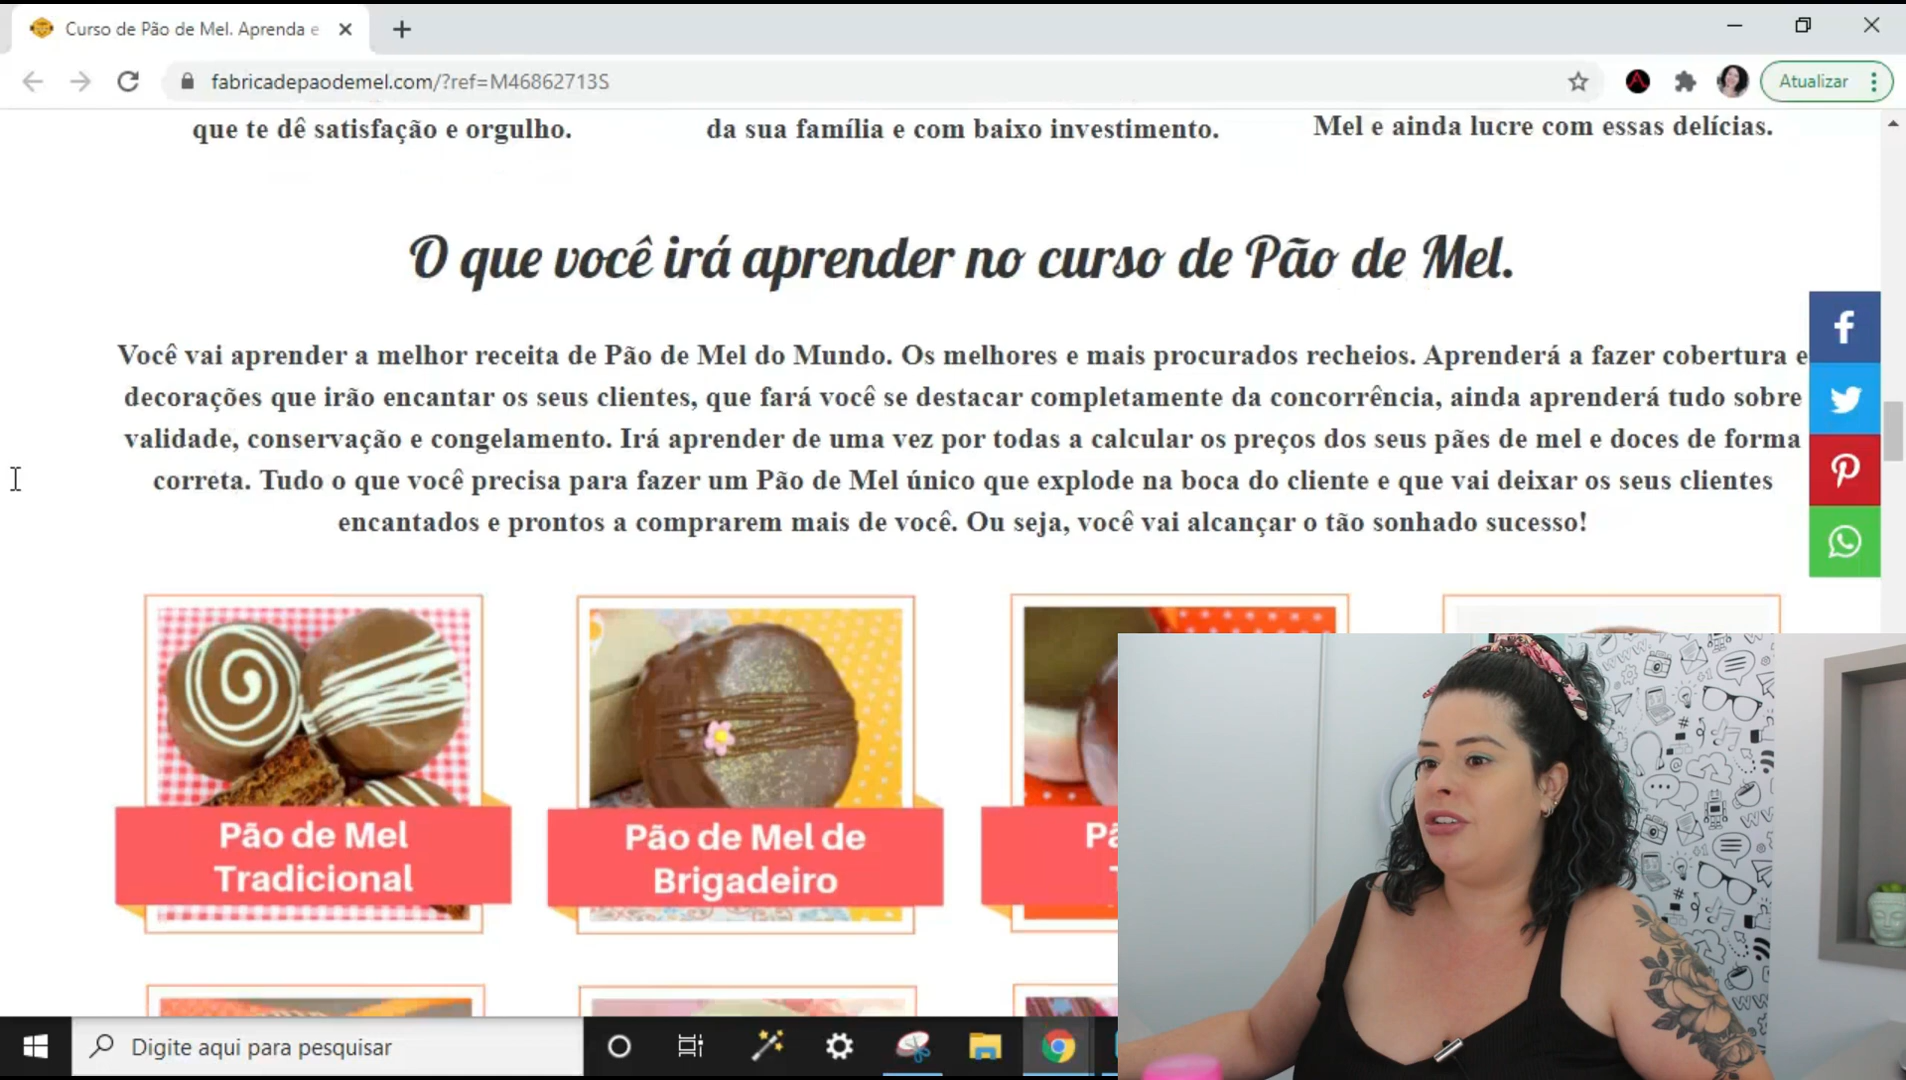 Curso de Pão de Mel. Aprenda e
fabricadepaodemel.com/?ref=M46862713S
Atualizar
que te dê satisfação e orgulho.
da sua família e com baixo investimento.
Mel e ainda lucre com essas delícias.
O que você irá aprender no curso de Pão de Mel.
Você vai aprender a melhor receita de Pão de Mel do Mundo. Os melhores e mais procurados recheios. Aprenderá a fazer cobertura e
decorações que irão encantar os seus clientes, que fará você se destacar completamente da concorrência, ainda aprenderá tudo sobre
validade, conservação e congelamento. Irá aprender de uma vez por todas a calcular os preços dos seus pães de mel e doces de forma
correta. Tudo o que você precisa para fazer um Pão de Mel único que explode na boca do cliente e que vai deixar os seus clientes
encantados e prontos a comprarem mais de você. Ou seja, você vai alcançar o tão sonhado sucesso!
Pão de Mel
Tradicional
Pão de Mel de
Brigadeiro
Digite aqui para pesquisar